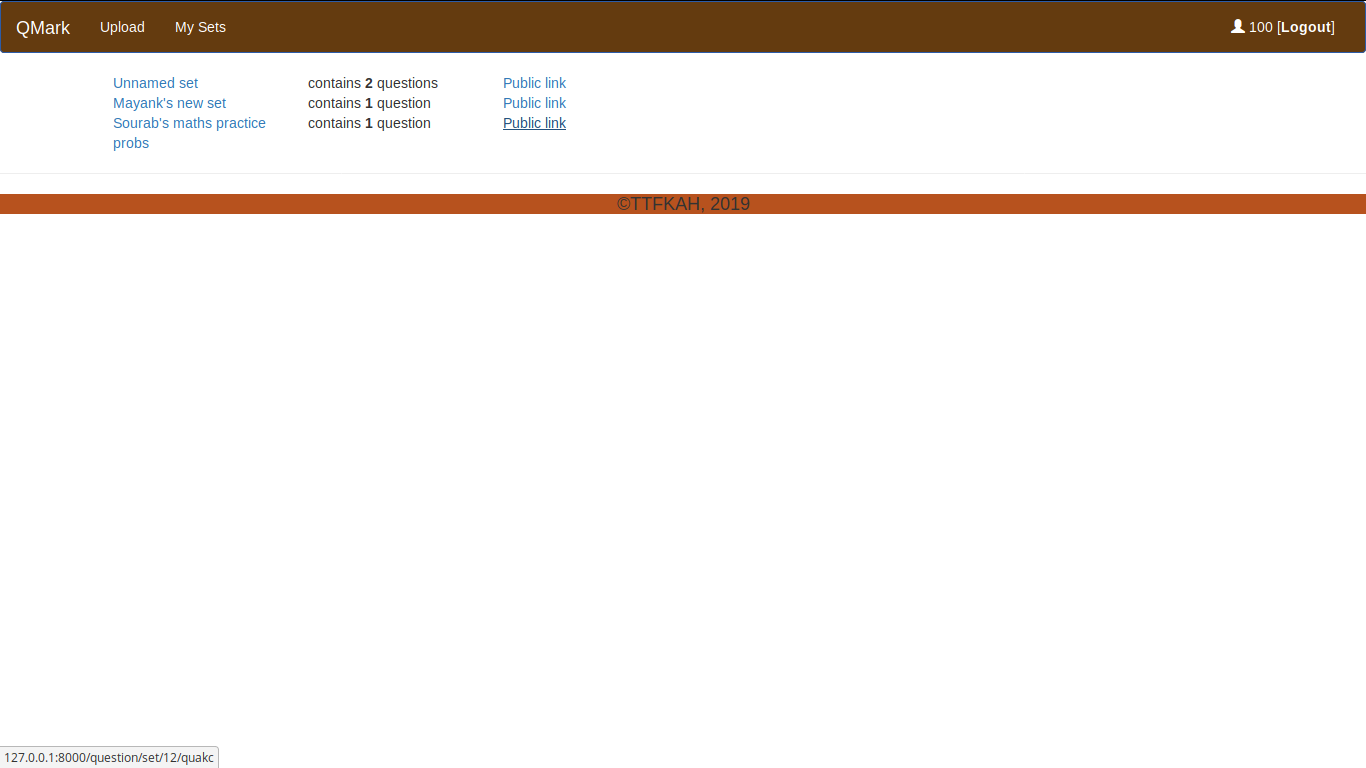 QMark Upload My Sets 100 [Logout]
Unnamed set contains 2 questions Public link
Mayank's new set contains 1 question Public link
Sourab's maths practice contains 1 question Public link
probs
©TTFKAH, 2019
127.0.0.1:8000/question/set/12/quakc